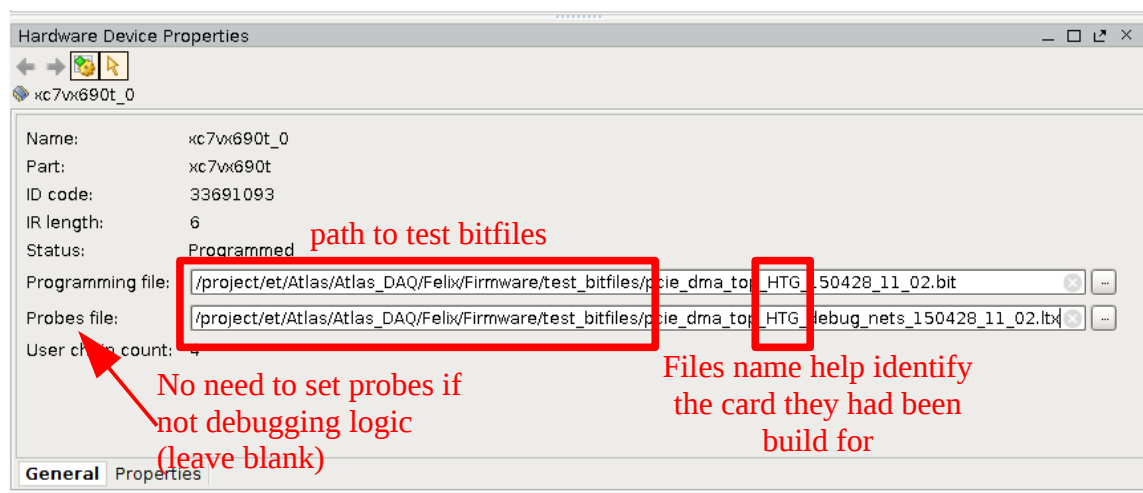 Hardware Device Properties
xc7vx690t_0
Name: xc7vx690t_0
Part: xc7vx690t
ID code: 33691093
IR length: 6
path to test bitfiles
Status: Programmed
Programming file: /project/et/Atlas/Atlas_DAQ/Felix/Firmware/test_bitfiles/pcie_dma_top_HTG_150428_11_02.bit
Probes file: /project/et/Atlas/Atlas_DAQ/Felix/Firmware/test_bitfiles/pcie_dma_top_HTG_debug_nets_150428_11_02.ltx
User chain count: 4
No need to set probes if
not debugging logic
(leave blank)
Files name help identify
the card they had been
build for
General Properties